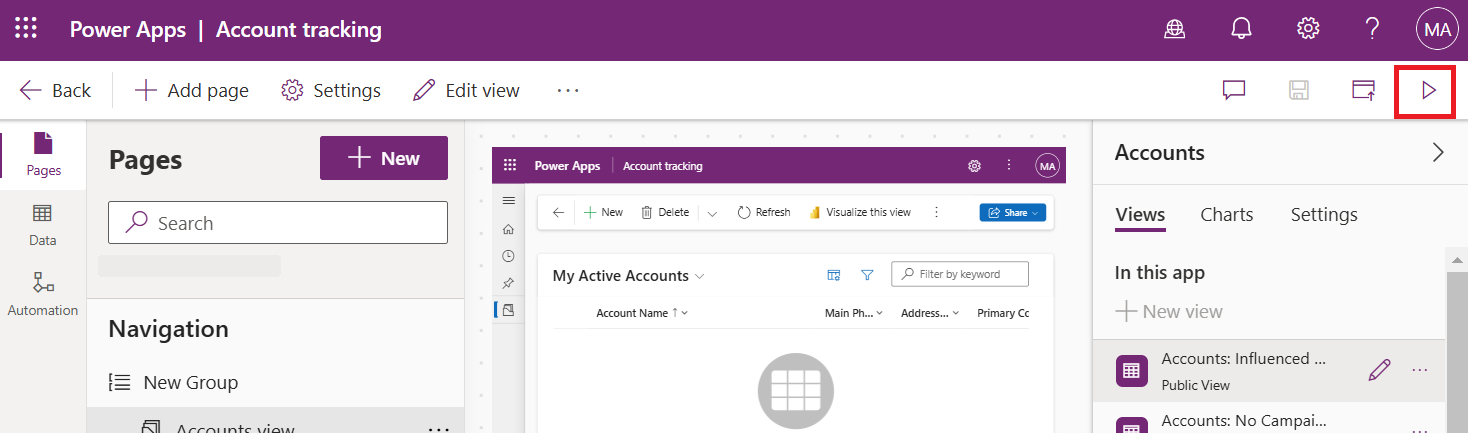 Power Apps | Account tracking
MA
Back
Add page
Settings
Edit view
Pages
Data
Automation
Pages
New
Search
Navigation
New Group
Accounts view
Power Apps
Account tracking
MA
New
Delete
Refresh
Visualize this view
Share
My Active Accounts
Filter by keyword
Account Name
Main Ph...
Address...
Primary Cc
Accounts
Views
Charts
Settings
In this app
New view
Accounts: Influenced ...
Public View
Accounts: No Campai...